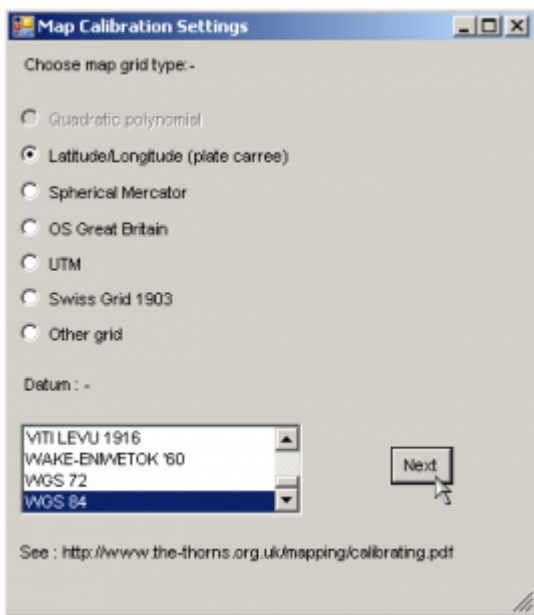 Map Calibration Settings
Choose map grid type:-
Quadratic polynomial
Latitude/Longitude (plate carree)
Spherical Mercator
OS Great Britain
UTM
Swiss Grid 1903
Other grid
Datum : -
VITI LEVU 1916
WAKE-ENIWETOK '60
WGS 72
WGS 84
Next
See : http://www.the-thorns.org.uk/mapping/calibrating.pdf